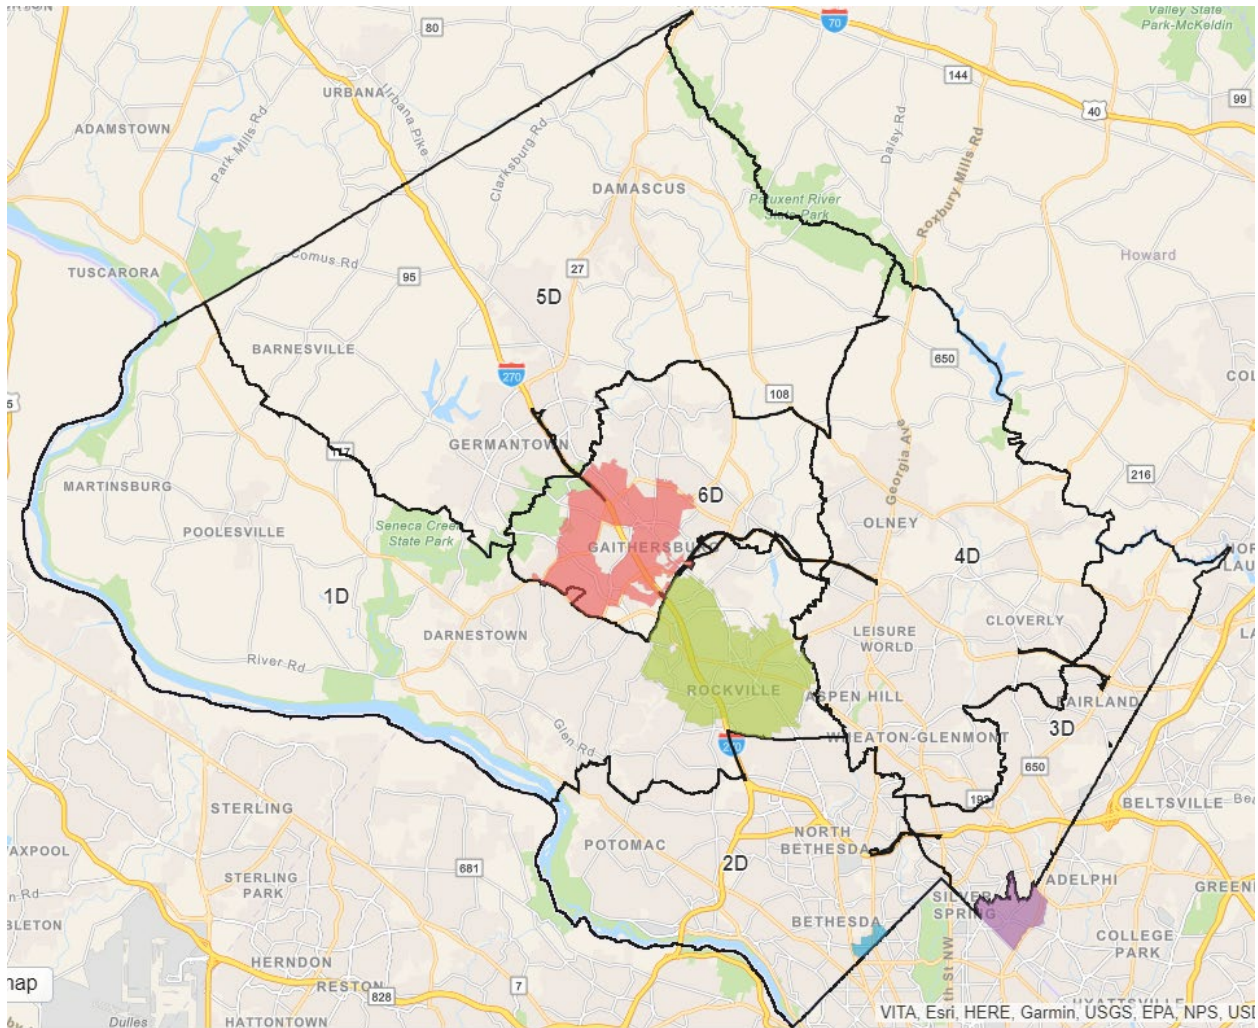 Valley State
Park-McKeldin
80
70
URBANA
Urbana Pike
144
40
99
ADAMSTOWN
Park Mills Rd
Clarksburg Rd
Daisy Rd
DAMASCUS
Patuxent River
State Park
Roxbury Mills Rd
Comus Rd
TUSCARORA
95
27
Howard
5D
BARNESVILLE
650
270
108
GERMANTOWN
117
Georgia Ave
216
MARTINSBURG
6D
POOLESVILLE
Seneca Creek
State Park
OLNEY
GAITHERSBURG
4D
1D
CLOVERLY
DARNESTOWN
LEISURE
WORLD
River Rd
ROCKVILLE
ASPEN HILL
FAIRLAND
Glen Rd
270
WHEATON-GLENMONT
3D
650
193
STERLING
BELTSVILLE
NORTH
BETHESDA
POTOMAC
2D
681
STERLING
PARK
ADELPHI
SILVER
SPRING
BETHESDA
COLLEGE
PARK
HERNDON
RESTON
7
828
map
Dulles
HATTONTOWN
HYATTSVILLE
VITA, Esri, HERE, Garmin, USGS, EPA, NPS, US